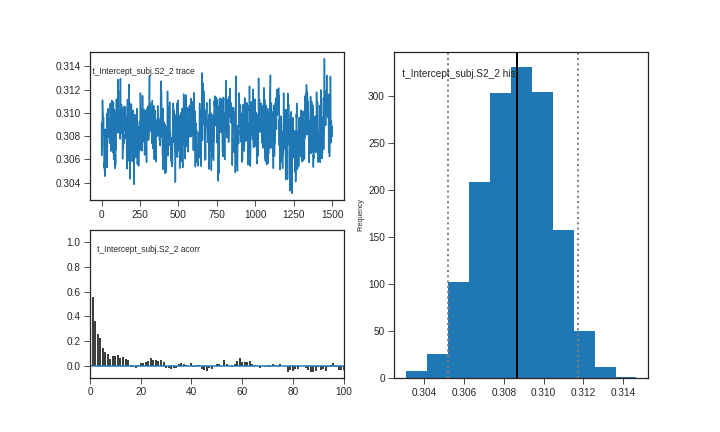 t_Intercept_subj.S2_2 trace
0.314
0.312
0.310
0.308
0.306
0.304
0 250 500 750 1000 1250 1500
t_Intercept_subj.S2_2 acorr
1.0
0.8
0.6
0.4
0.2
0.0
0 20 40 60 80 100
t_Intercept_subj.S2_2 his
Frequency
300
250
200
150
100
50
0
0.304 0.306 0.308 0.310 0.312 0.314